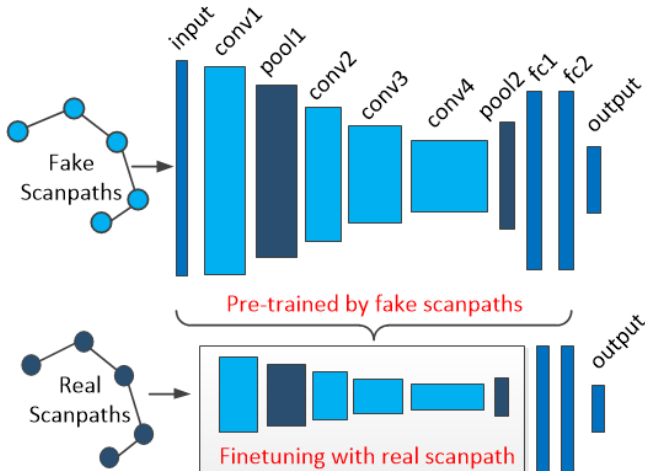 input
conv1
pool1
conv2
conv3
conv4
pool2
fc1
fc2
output
Fake
Scanpaths
Pre-trained by fake scanpaths
Real
Scanpaths
output
Finetuning with real scanpath